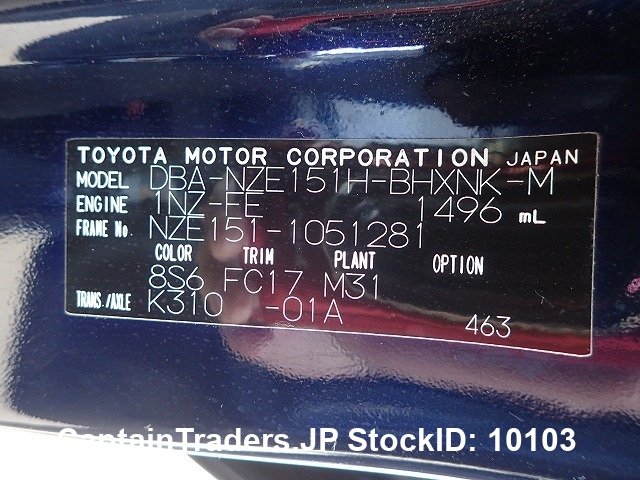 TOYOTA MOTOR CORPORATION JAPAN
MODEL DBA-NZE151H-BHXNK-M
ENGINE 1NZ-FE 1496 mL
FRAME No. NZE151-1051281
COLOR TRIM PLANT OPTION
8S6 FC17 M31
TRANS./AXLE K310 -01A
463
CaptainTraders.JP StockID: 10103